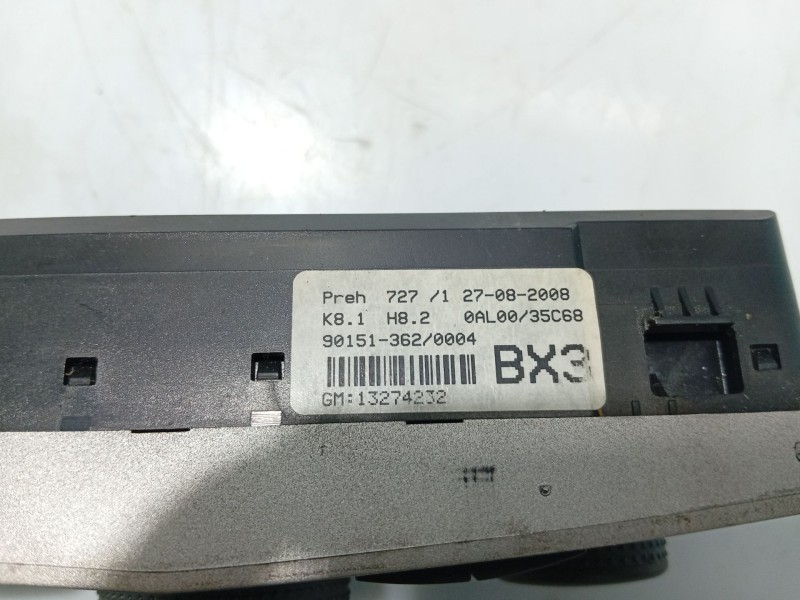 Preh 727 /1 27-08-2008
K8.1 H8.2 0AL00/35C68
90151-362/0004
BX3
GM:13274232